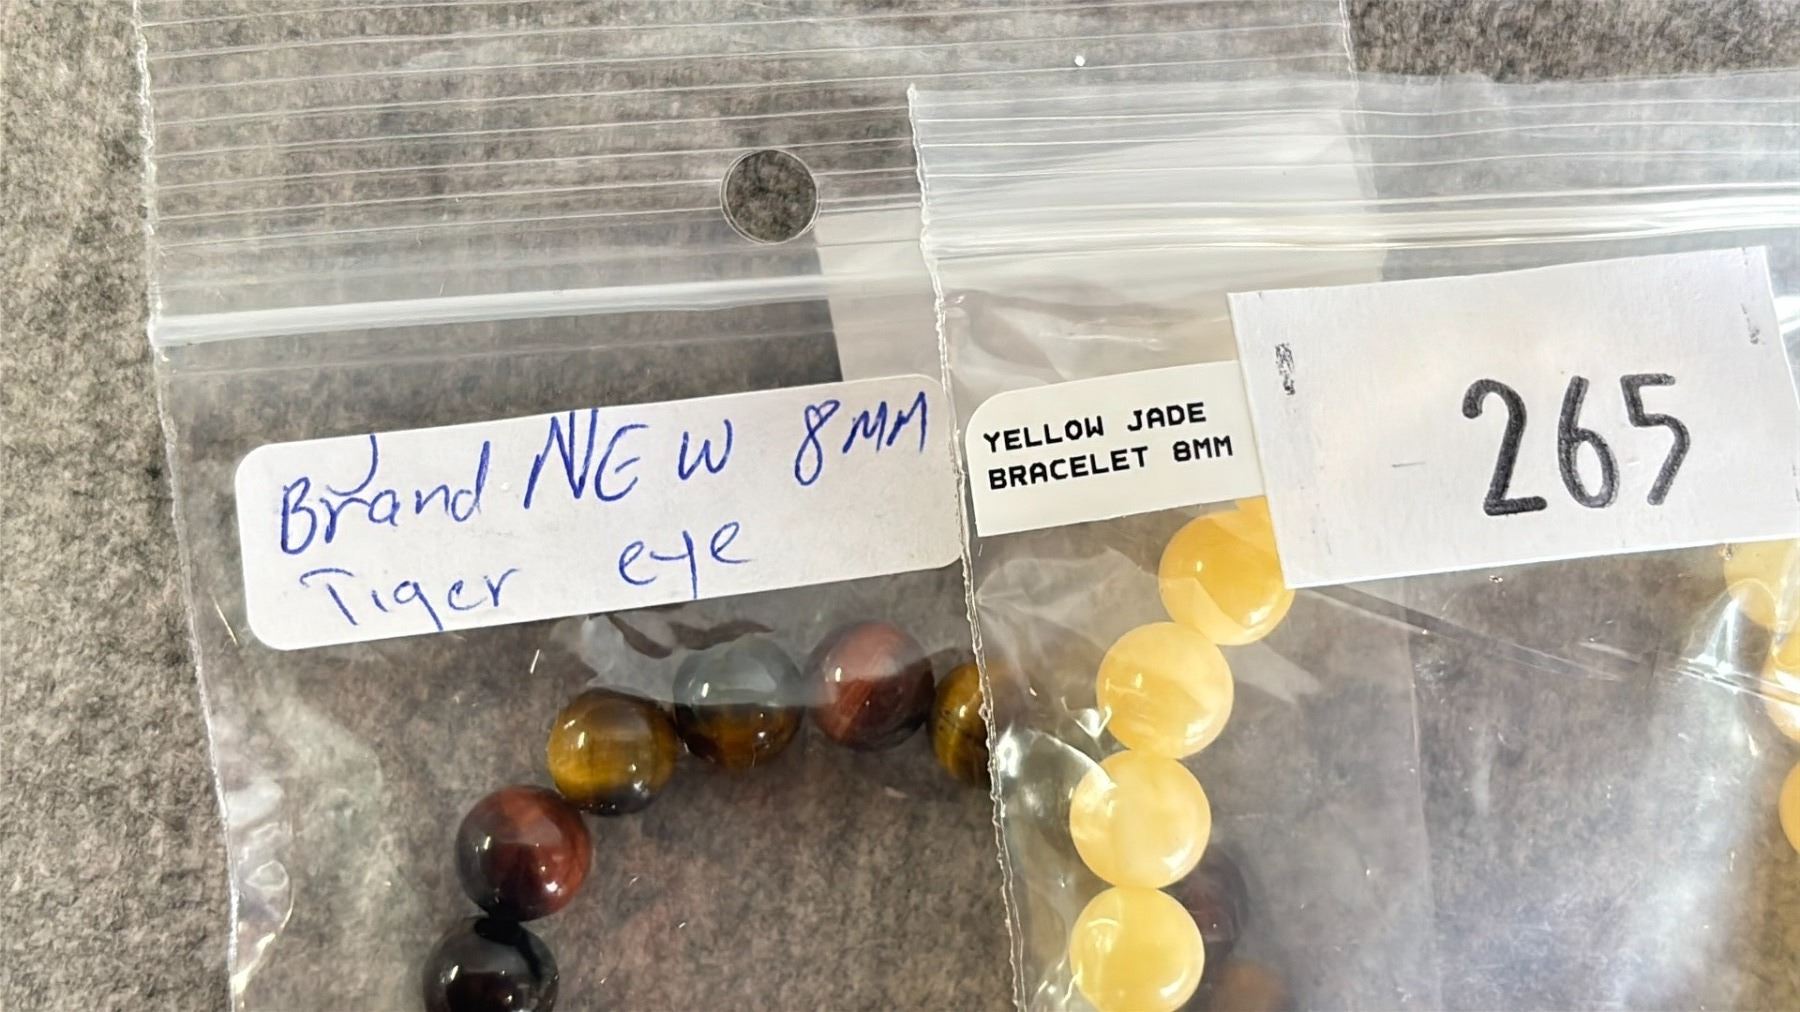 Brand NEW 8MM
Tiger eye
YELLOW JADE
BRACELET 8MM
265